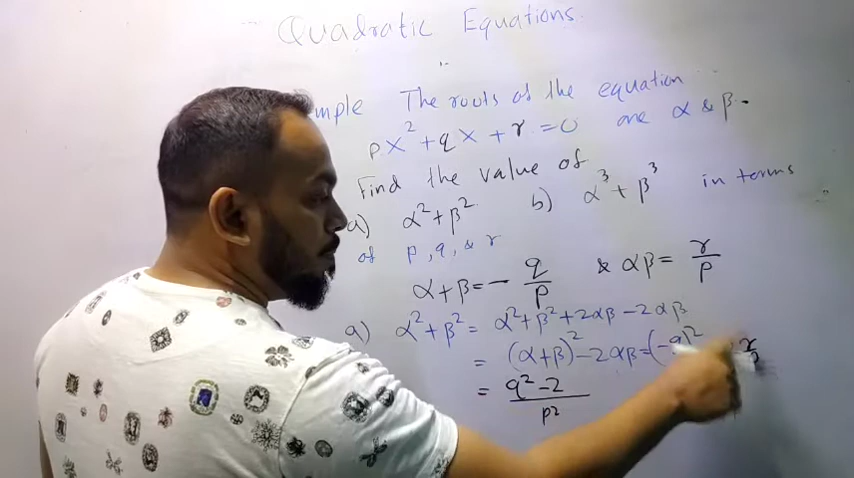 Quadratic Equations.
mple The roots of the equation
px² + qx + r = 0 are α & β.
Find the value of
a) α² + β² b) α³ + β³ in terms
of p, q, & r
α + β = - q/p & αβ = r/p
a) α² + β² = α² + β² + 2αβ - 2αβ
= (α + β)² - 2αβ = (-q)²
= q² - 2 / p²